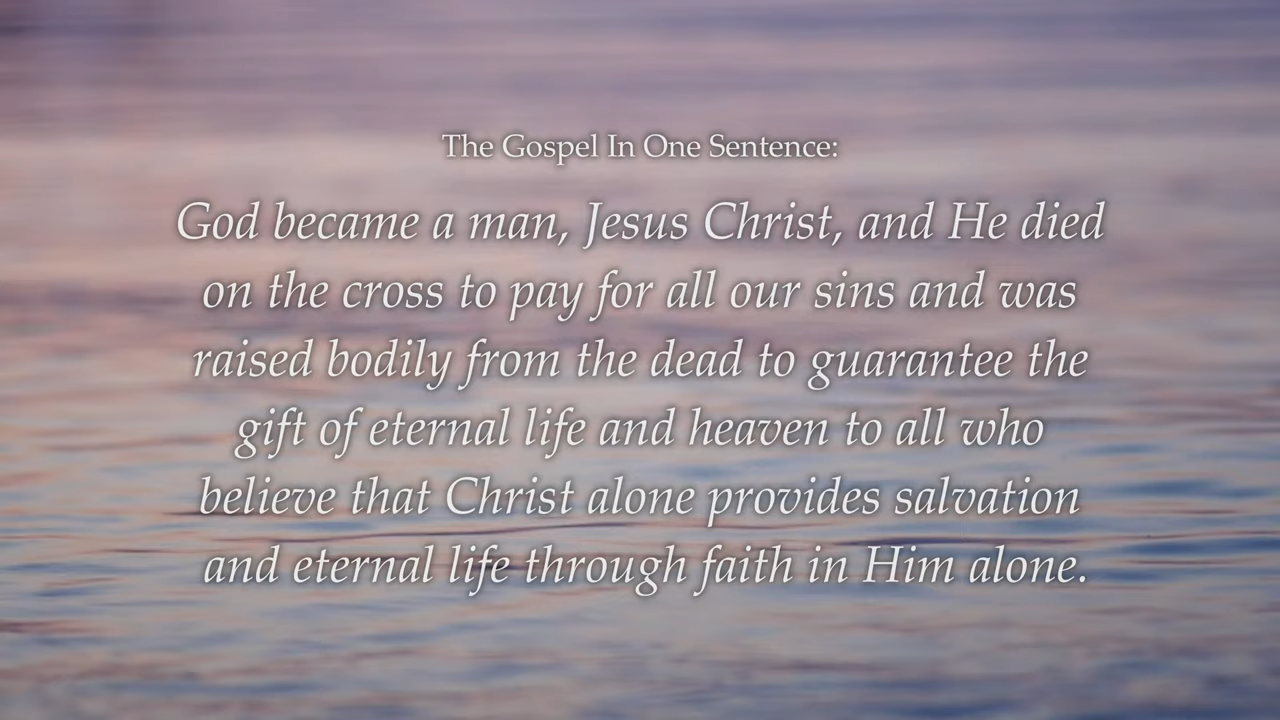 The Gospel In One Sentence:
God became a man, Jesus Christ, and He died
on the cross to pay for all our sins and was
raised bodily from the dead to guarantee the
gift of eternal life and heaven to all who
believe that Christ alone provides salvation
and eternal life through faith in Him alone.